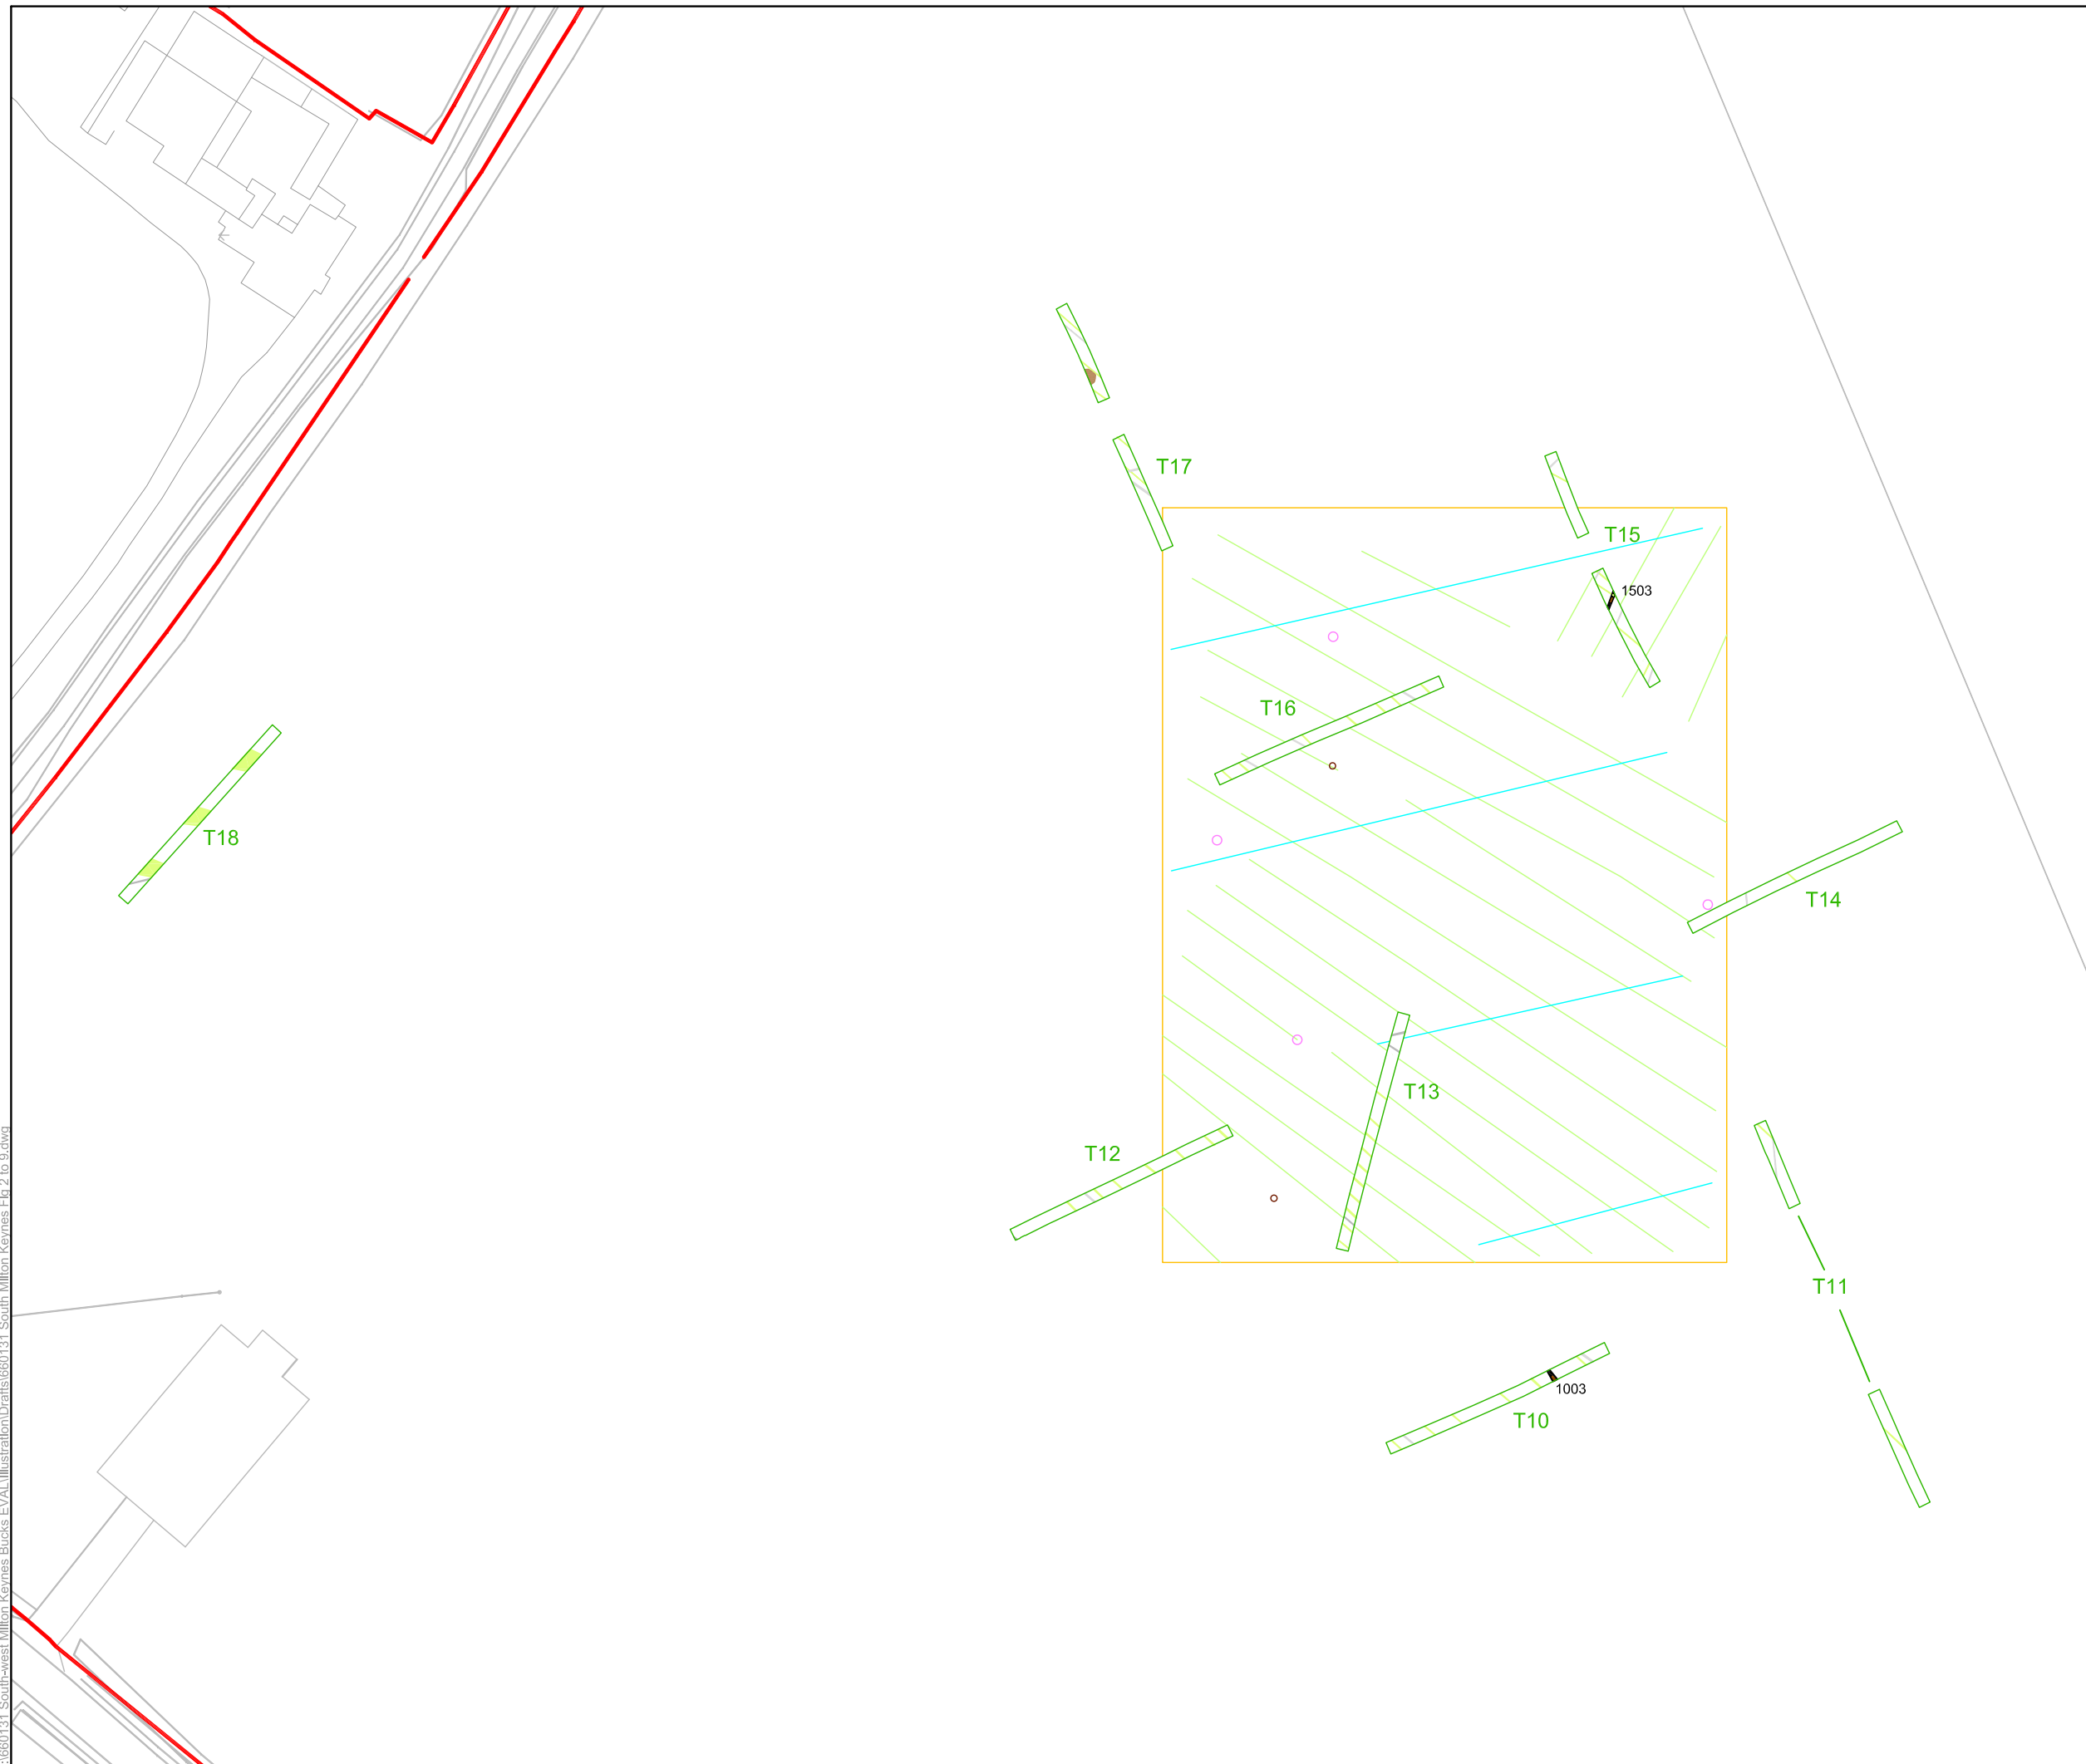 T17
T15
1503
T16
T18
T14
T13
T12
T11
1003
T10
:\660131 South-west Milton Keynes Bucks EVAL\Illustration\Drafts\660131 South Milton Keynes Fig 2 to 9.dwg